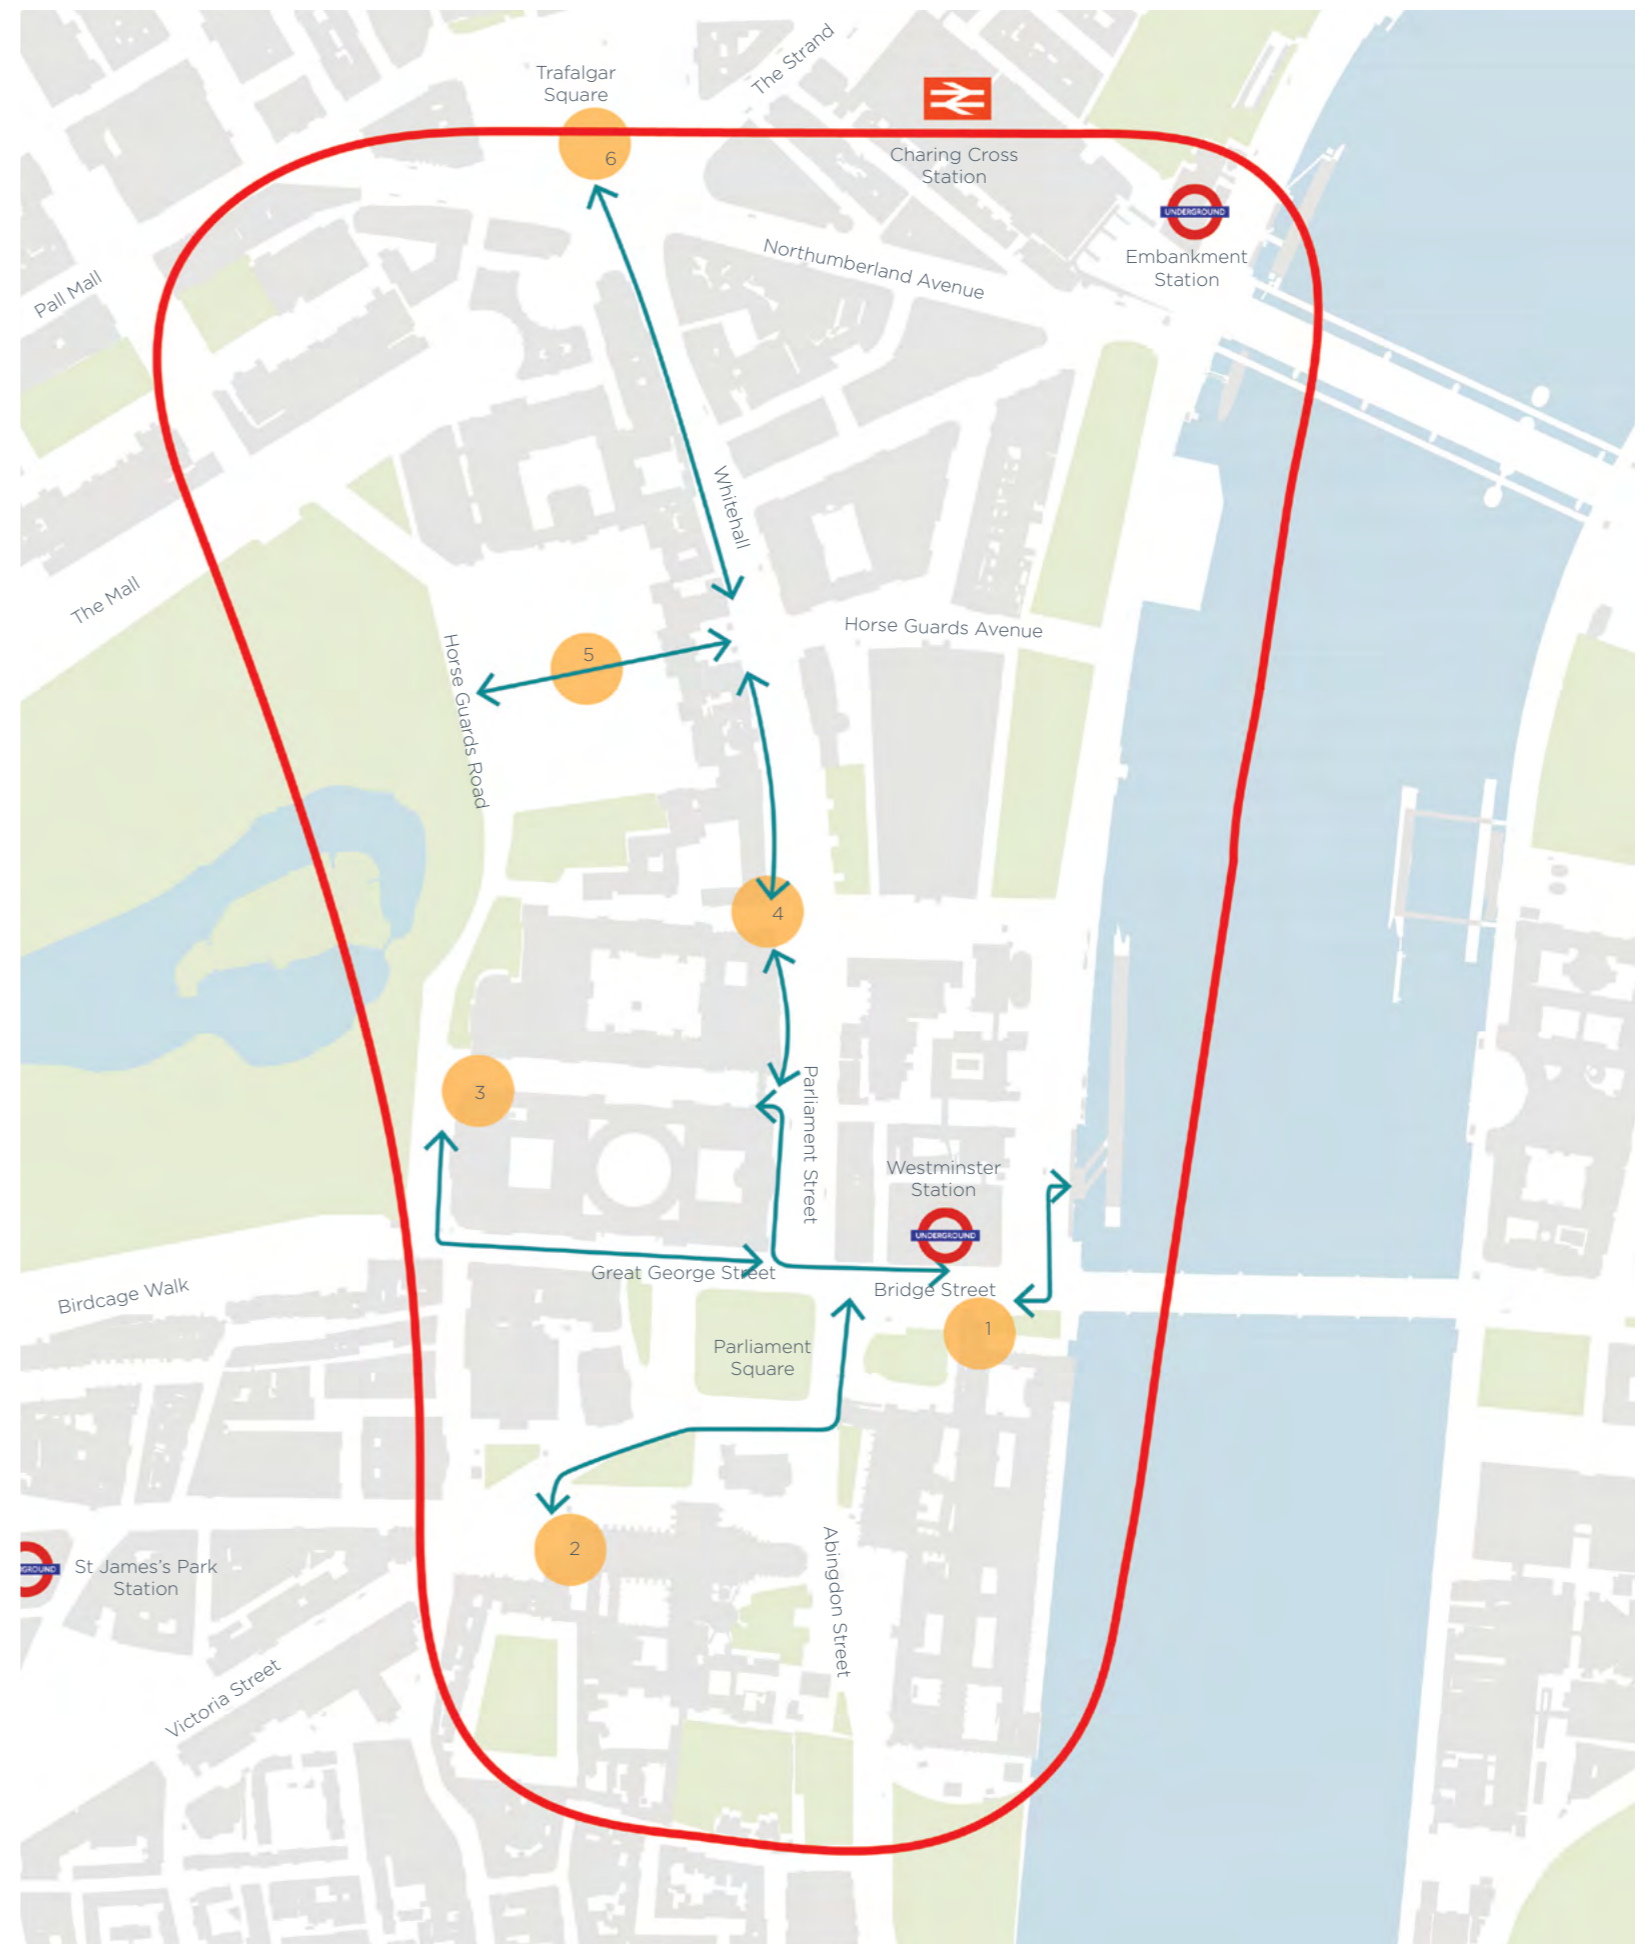 The Strand
Trafalgar
Square
6
Charing Cross
Station
UNDERGROUND
Embankment
Station
Northumberland Avenue
Pall Mall
Whitehall
The Mall
Horse Guards Avenue
5
Horse Guards Road
4
3
Parliament Street
Westminster
Station
UNDERGROUND
Great George Street
Bridge Street
Birdcage Walk
1
Parliament
Square
2
Abingdon Street
GROUND
St James's Park
Station
Victoria Street